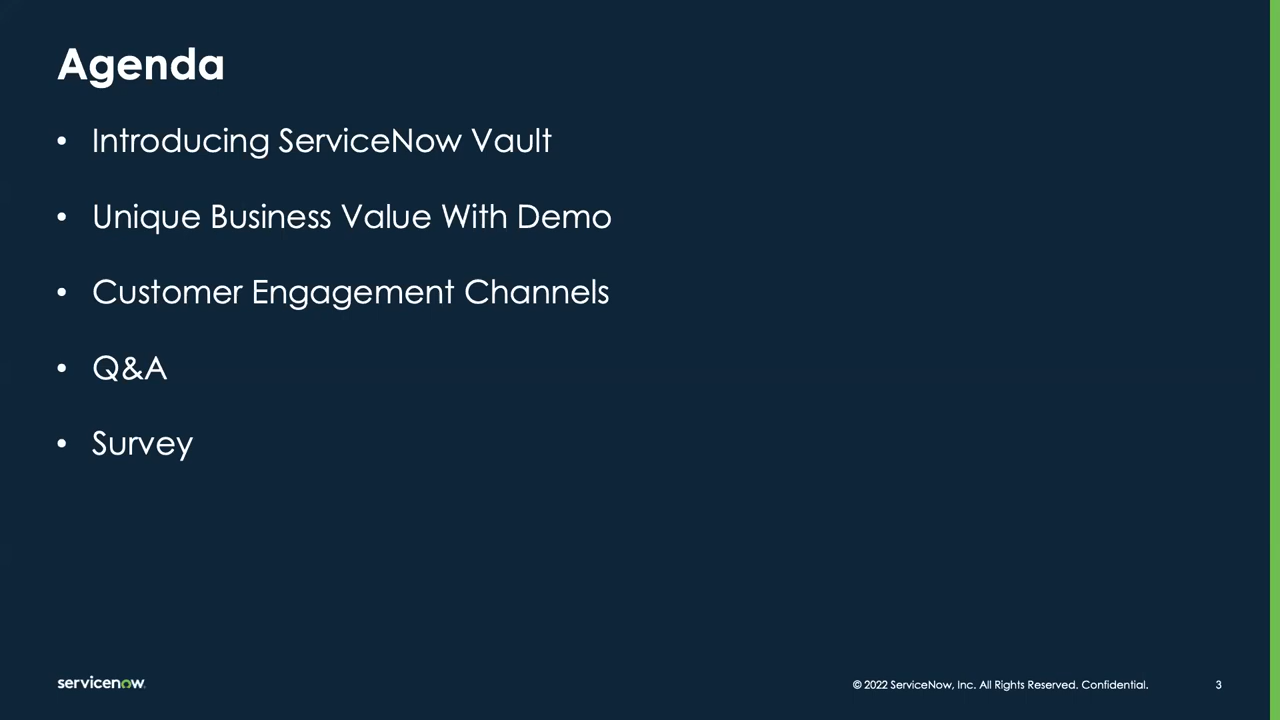 Agenda
• Introducing ServiceNow Vault
• Unique Business Value With Demo
• Customer Engagement Channels
• Q&A
• Survey
servicenow
© 2022 ServiceNow, Inc. All Rights Reserved. Confidential.
3